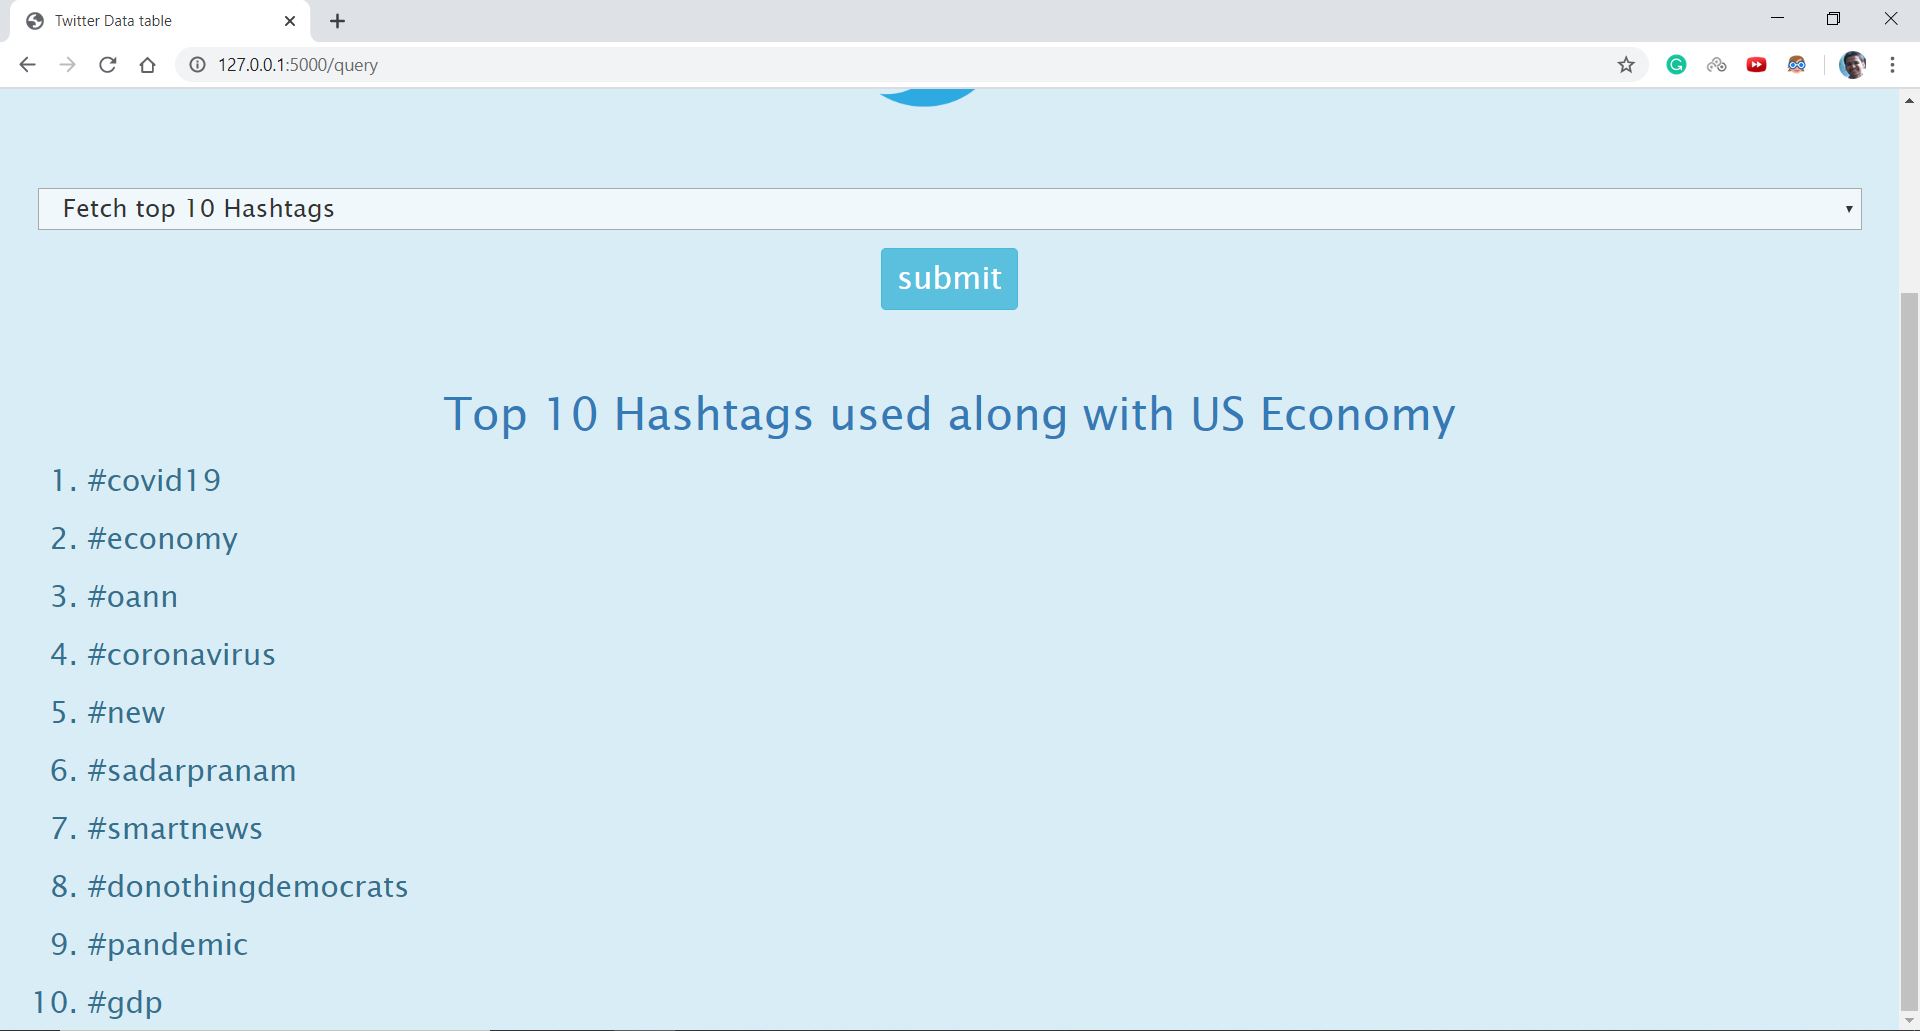 Twitter Data table
127.0.0.1:5000/query
Fetch top 10 Hashtags
submit
Top 10 Hashtags used along with US Economy
1. #covid19
2. #economy
3. #oann
4. #coronavirus
5. #new
6. #sadarpranam
7. #smartnews
8. #donothingdemocrats
9. #pandemic
10. #gdp